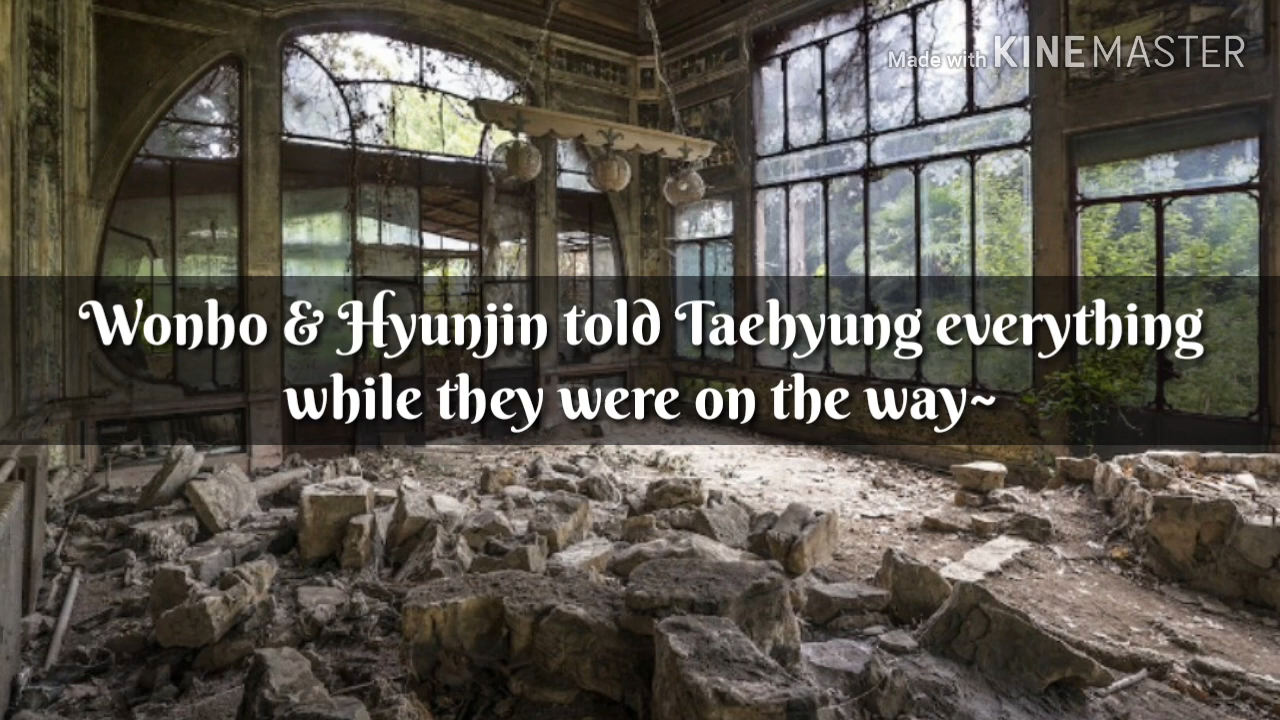 Made with KINEMASTER
Wonho & Hyunjin told Taehyung everything
while they were on the way~